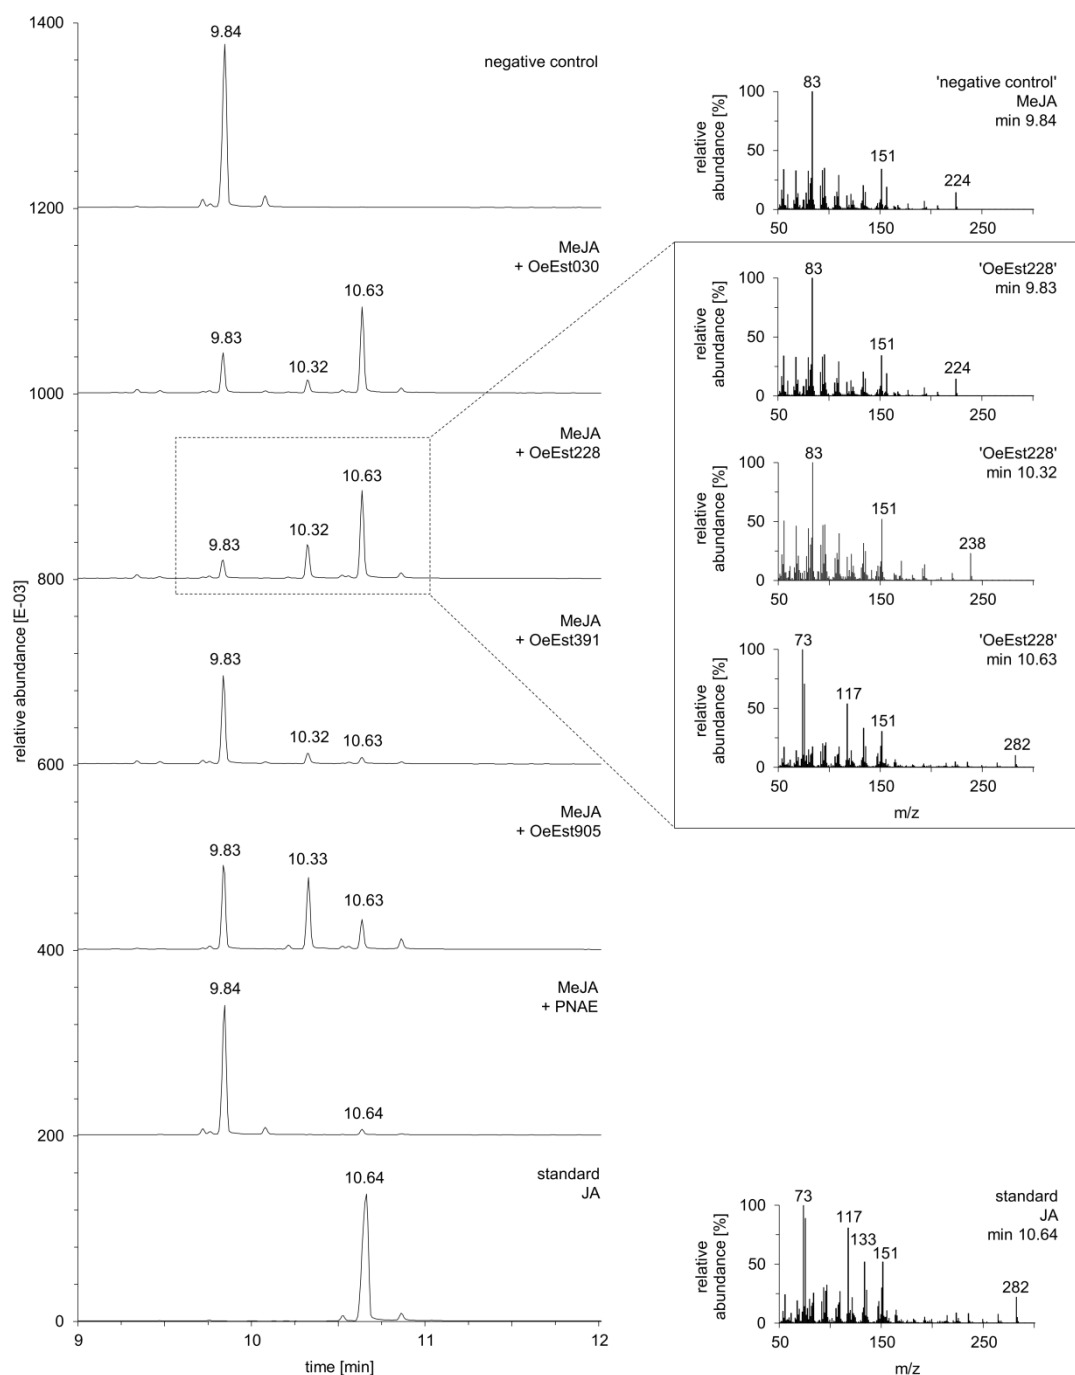 relative abundance [E-03]
1400
1200
1000
800
600
400
200
0
9
10
11
12
time [min]
negative control
9.84
MeJA
+ OeEst030
9.83
10.32
10.63
MeJA
+ OeEst228
9.83
10.32
10.63
MeJA
+ OeEst391
9.83
10.32
10.63
MeJA
+ OeEst905
9.83
10.33
10.63
MeJA
+ PNAE
9.84
10.64
standard
JA
10.64
relative
abundance [%]
100
50
0
50
150
250
83
151
224
'negative control'
MeJA
min 9.84
relative
abundance [%]
100
50
0
50
150
250
83
151
224
'OeEst228'
min 9.83
relative
abundance [%]
100
50
0
50
150
250
83
151
238
'OeEst228'
min 10.32
relative
abundance [%]
100
50
0
50
150
250
73
117
151
282
'OeEst228'
min 10.63
m/z
relative
abundance [%]
100
50
0
50
150
250
73
117
133
151
282
standard
JA
min 10.64
m/z